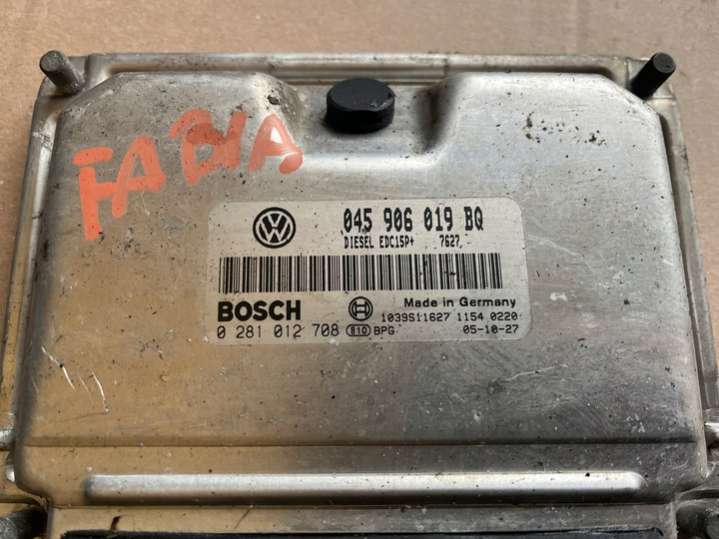 FABIA
045 906 019 BQ
DIESEL EDC15P+ 7627
BOSCH
Made in Germany
1039S11627 1154 0220
0 281 012 708 810 BPG 05-10-27